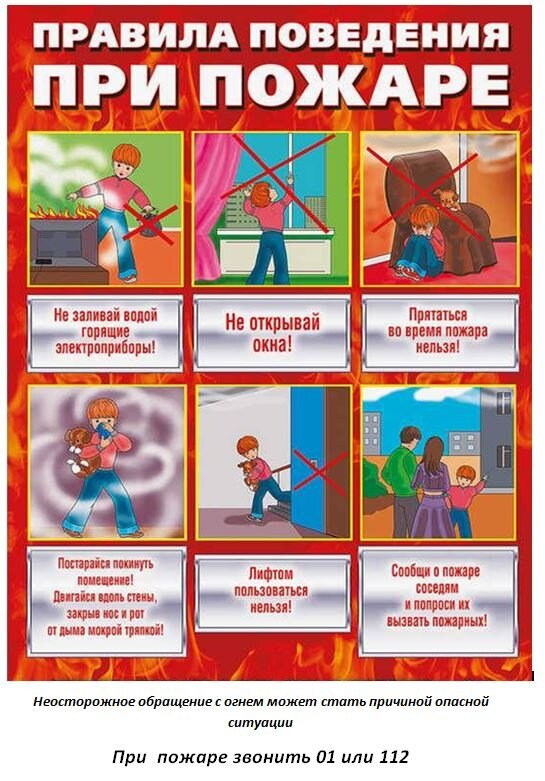 ПРАВИЛА ПОВЕДЕНИЯ
ПРИ ПОЖАРЕ
Не заливай водой
горящие
электроприборы!
Не открывай
окна!
Прятаться
во время пожара
нельзя!
Постарайся покинуть
помещение!
Двигайся вдоль стены,
закрыв нос и рот
от дыма мокрой тряпкой!
Лифтом
пользоваться
нельзя!
Сообщи о пожаре
соседям
и попроси их
вызвать пожарных!
Неосторожное обращение с огнем может стать причиной опасной
ситуации
При пожаре звонить 01 или 112